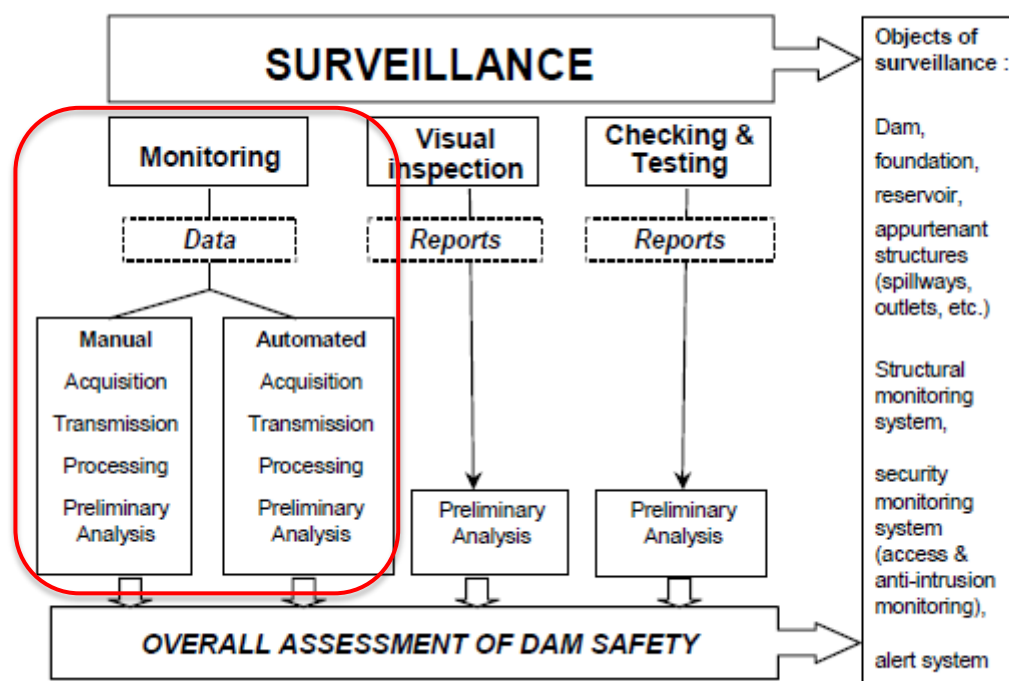 SURVEILLANCE
Monitoring
Data
Manual
Acquisition
Transmission
Processing
Preliminary
Analysis
Automated
Acquisition
Transmission
Processing
Preliminary
Analysis
Visual
inspection
Reports
Preliminary
Analysis
Checking &
Testing
Reports
Preliminary
Analysis
OVERALL ASSESSMENT OF DAM SAFETY
Objects of
surveillance :
Dam,
foundation,
reservoir,
appurtenant
structures
(spillways,
outlets, etc.)
Structural
monitoring
system,
security
monitoring
system
(access &
anti-intrusion
monitoring),
alert system